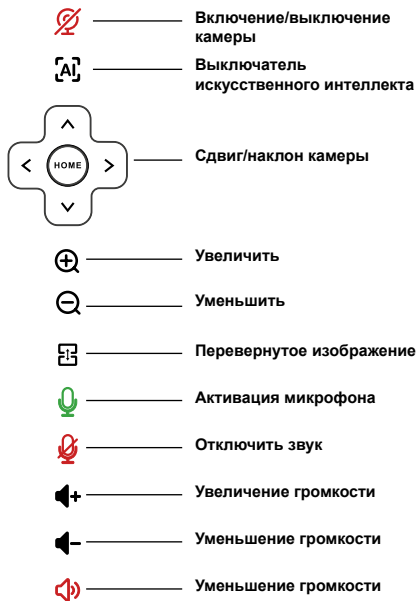 Включение/выключение
камеры
[AI]
Выключатель
искусственного интеллекта
HOME
Сдвиг/наклон камеры
Увеличить
Уменьшить
Перевернутое изображение
Активация микрофона
Отключить звук
Увеличение громкости
Уменьшение громкости
Уменьшение громкости